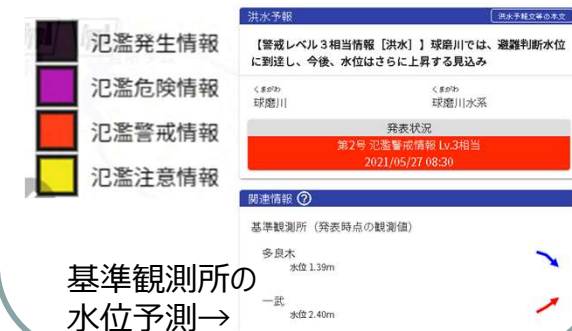 氾濫発生情報
氾濫危険情報
氾濫警戒情報
氾濫注意情報
基準観測所の
水位予測→
洪水予報
洪水予報文等の本文
【警戒レベル3相当情報［洪水］】球磨川では、避難判断水位
に到達し、今後、水位はさらに上昇する見込み
くまがわ
球磨川
くまがわ
球磨川水系
発表状況
第2号 氾濫警戒情報 Lv.3相当
2021/05/27 08:30
関連情報 ?
基準観測所（発表時点の観測値）
多良木
水位 1.39m
一武
水位 2.40m